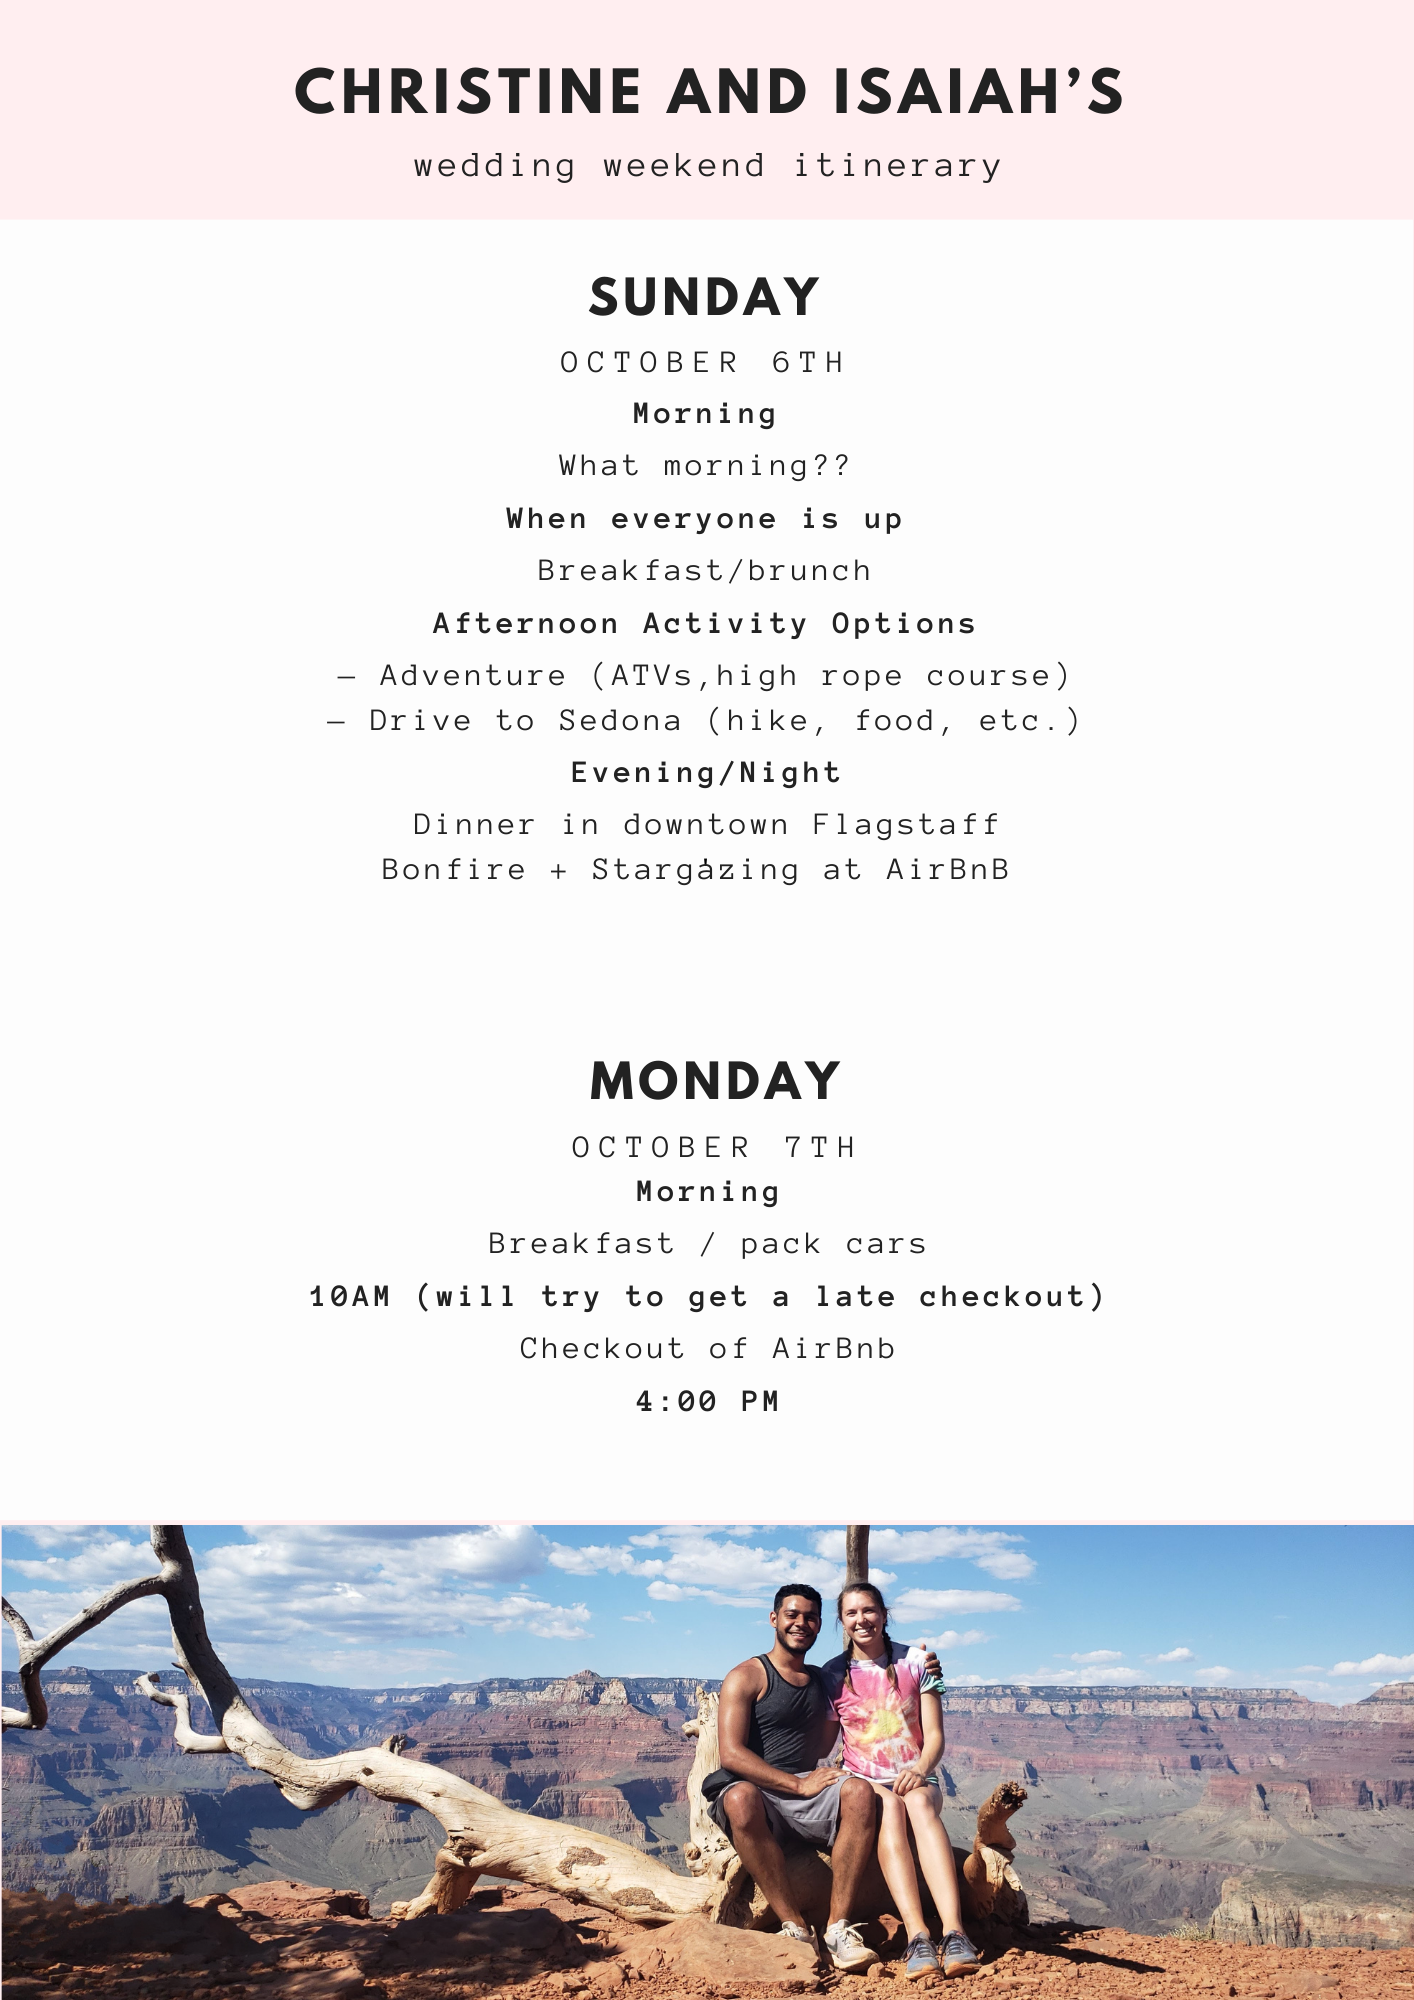 CHRISTINE AND ISAIAH’S
wedding weekend itinerary
SUNDAY
OCTOBER 6TH
Morning
What morning??
When everyone is up
Breakfast/brunch
Afternoon Activity Options
– Adventure (ATVs,high rope course)
– Drive to Sedona (hike, food, etc.)
Evening/Night
Dinner in downtown Flagstaff
Bonfire + Stargazing at AirBnB
MONDAY
OCTOBER 7TH
Morning
Breakfast / pack cars
10AM (will try to get a late checkout)
Checkout of AirBnb
4:00 PM